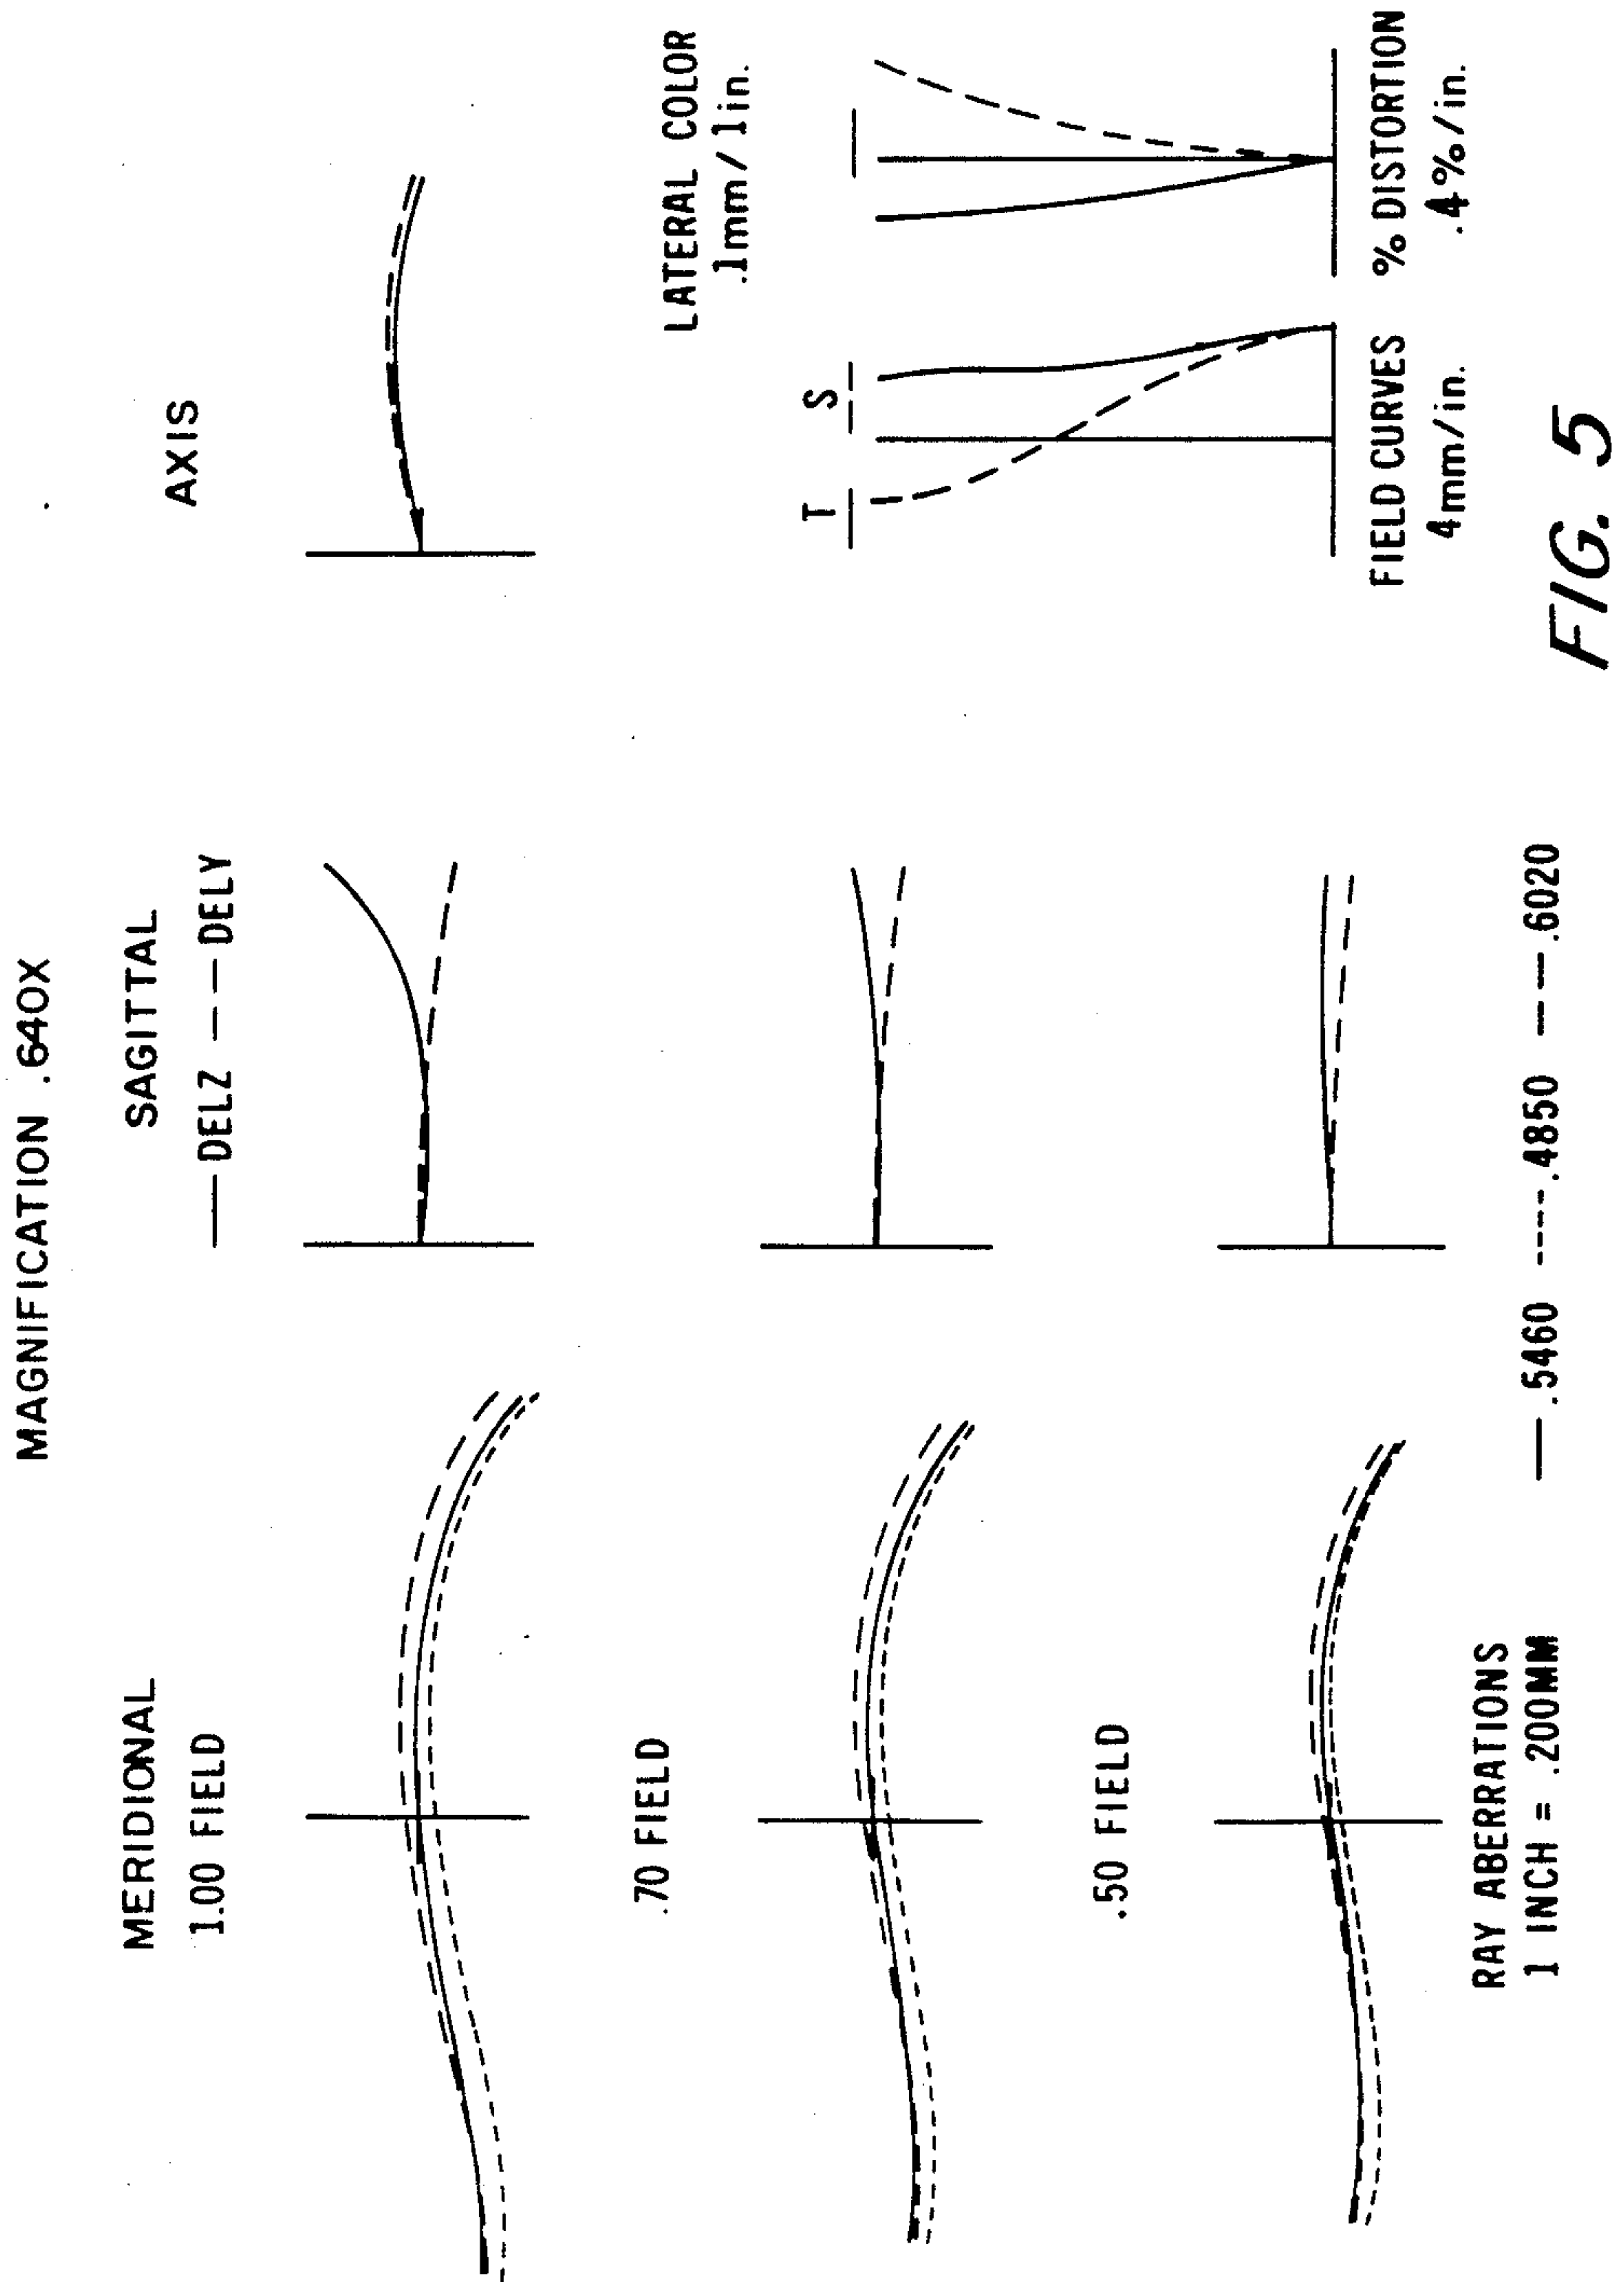 MAGNIFICATION .640X
MERIDIONAL
SAGITTAL
AXIS
1.00 FIELD
— DELZ — — DELY
.70 FIELD
LATERAL COLOR
.1mm/1in.
T S
.50 FIELD
FIELD CURVES
4mm/in.
% DISTORTION
.4%/in.
RAY ABERRATIONS
1 INCH = .200MM
— .5460 ----.4850 — — .6020
FIG. 5